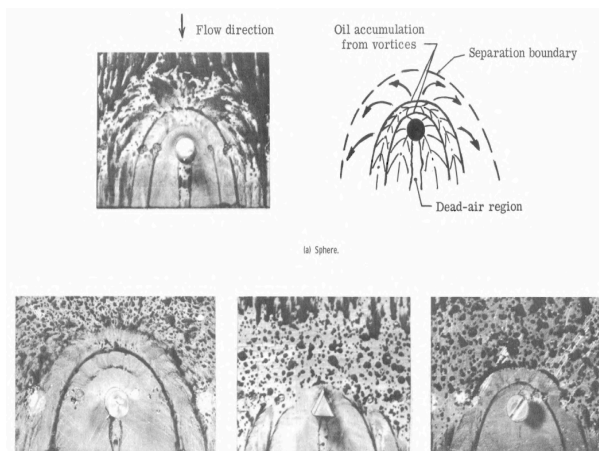 Flow direction
Oil accumulation
from vortices
Separation boundary
Dead-air region
(a) Sphere.